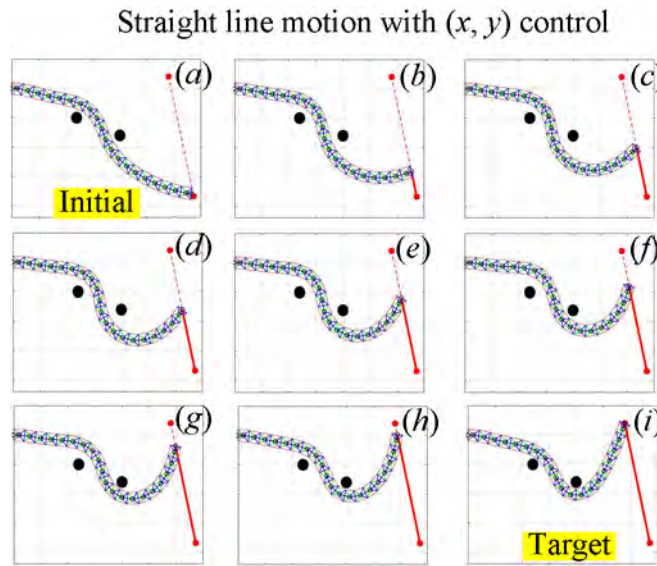 Straight line motion with (x, y) control
(a)
(b)
(c)
Initial
(d)
(e)
(f)
(g)
(h)
(i)
Target